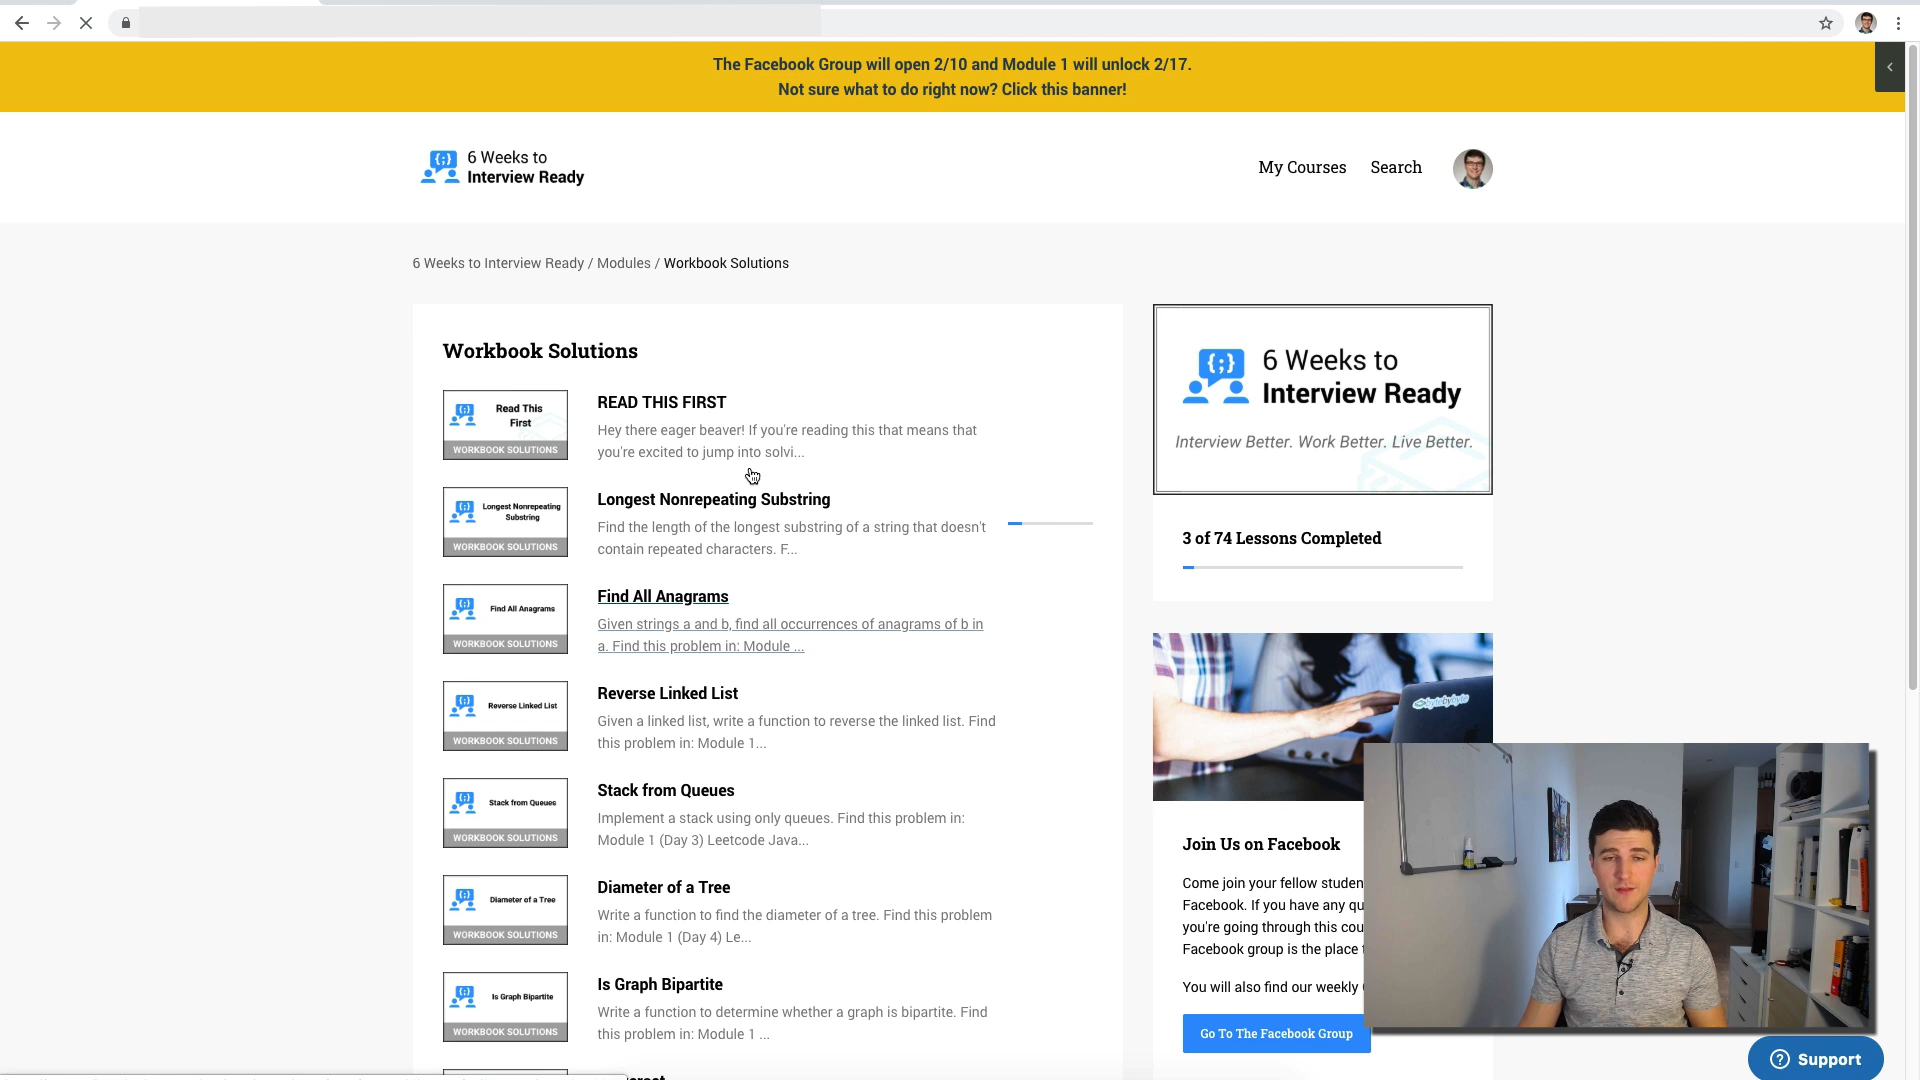 The Facebook Group will open 2/10 and Module 1 will unlock 2/17.
Not sure what to do right now? Click this banner!
6 Weeks to
Interview Ready
My Courses
Search
6 Weeks to Interview Ready / Modules / Workbook Solutions
Workbook Solutions
Read This
First
WORKBOOK SOLUTIONS
READ THIS FIRST
Hey there eager beaver! If you're reading this that means that
you're excited to jump into solvi...
Longest Nonrepeating
Substring
WORKBOOK SOLUTIONS
Longest Nonrepeating Substring
Find the length of the longest substring of a string that doesn't
contain repeated characters. F...
Find All Anagrams
WORKBOOK SOLUTIONS
Find All Anagrams
Given strings a and b, find all occurrences of anagrams of b in
a. Find this problem in: Module ...
Reverse Linked List
WORKBOOK SOLUTIONS
Reverse Linked List
Given a linked list, write a function to reverse the linked list. Find
this problem in: Module 1...
Stack from Queues
WORKBOOK SOLUTIONS
Stack from Queues
Implement a stack using only queues. Find this problem in:
Module 1 (Day 3) Leetcode Java...
Diameter of a Tree
WORKBOOK SOLUTIONS
Diameter of a Tree
Write a function to find the diameter of a tree. Find this problem
in: Module 1 (Day 4) Le...
Is Graph Bipartite
WORKBOOK SOLUTIONS
Is Graph Bipartite
Write a function to determine whether a graph is bipartite. Find
this problem in: Module 1 ...
{;}
6 Weeks to
Interview Ready
Interview Better. Work Better. Live Better.
3 of 74 Lessons Completed
bytebybyte
Join Us on Facebook
Come join your fellow studen
Facebook. If you have any qu
you're going through this cou
Facebook group is the place
You will also find our weekly
Go To The Facebook Group
Support